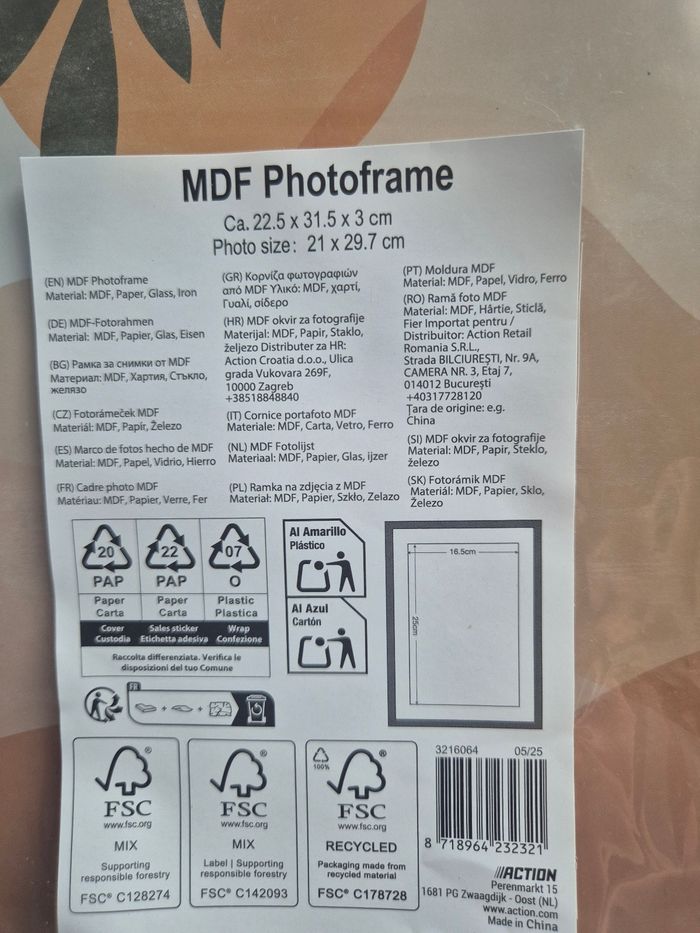 MDF Photoframe
Ca. 22.5 x 31.5 x 3 cm
Photo size: 21 x 29.7 cm
(EN) MDF Photoframe
Material: MDF, Paper, Glass, Iron
(DE) MDF-Fotorahmen
Material: MDF, Papier, Glas, Eisen
(BG) Рамка за снимки от MDF
Материал: MDF, Хартия, Стъкло,
желязо
(CZ) Fotorámeček MDF
Materiál: MDF, Papír, Železo
(ES) Marco de fotos hecho de MDF
Material: MDF, Papel, Vidrio, Hierro
(FR) Cadre photo MDF
Matériau: MDF, Papier, Verre, Fer
(GR) Κορνίζα φωτογραφιών
από MDF Υλικό: MDF, χαρτί,
Γυαλί, σίδερο
(HR) MDF okvir za fotografije
Materijal: MDF, Papir, Staklo,
željezo Distributer za HR:
Action Croatia d.o.o., Ulica
grada Vukovara 269F,
10000 Zagreb
+38518848840
(IT) Cornice portafoto MDF
Materiale: MDF, Carta, Vetro, Ferro
(NL) MDF Fotolijst
Materiaal: MDF, Papier, Glas, ijzer
(PL) Ramka na zdjęcia z MDF
Materiał: MDF, Papier, Szkło, Zelazo
(PT) Moldura MDF
Material: MDF, Papel, Vidro, Ferro
(RO) Ramă foto MDF
Material: MDF, Hârtie, Sticlă,
Fier Importat pentru /
Distribuitor: Action Retail
Romania S.R.L.,
Strada BILCIUREȘTI, Nr. 9A,
CAMERA NR. 3, Etaj 7,
014012 București
+40317728120
Țara de origine: e.g.
China
(SI) MDF okvir za fotografije
Material: MDF, Papir, Steklo,
železo
(SK) Fotorámik MDF
Materiál: MDF, Papier, Sklo,
Železo
20 22 07
PAP PAP O
Paper Paper Plastic
Carta Carta Plastica
Cover Sales sticker Wrap
Custodia Etichetta adesiva Confezione
Raccolta differenziata. Verifica le
disposizioni del tuo Comune
Al Amarillo
Plástico
Al Azul
Cartón
16.5cm
25cm
FR
FSC®
www.fsc.org
MIX
Supporting
responsible forestry
FSC® C128274
FSC®
www.fsc.org
MIX
Label | Supporting
responsible forestry
FSC® C142093
100%
FSC®
www.fsc.org
RECYCLED
Packaging made from
recycled material
FSC® C178728
3216064 05/25
8 718964 232321
ACTION
Perenmarkt 15
1681 PG Zwaagdijk - Oost (NL)
www.action.com
Made in China